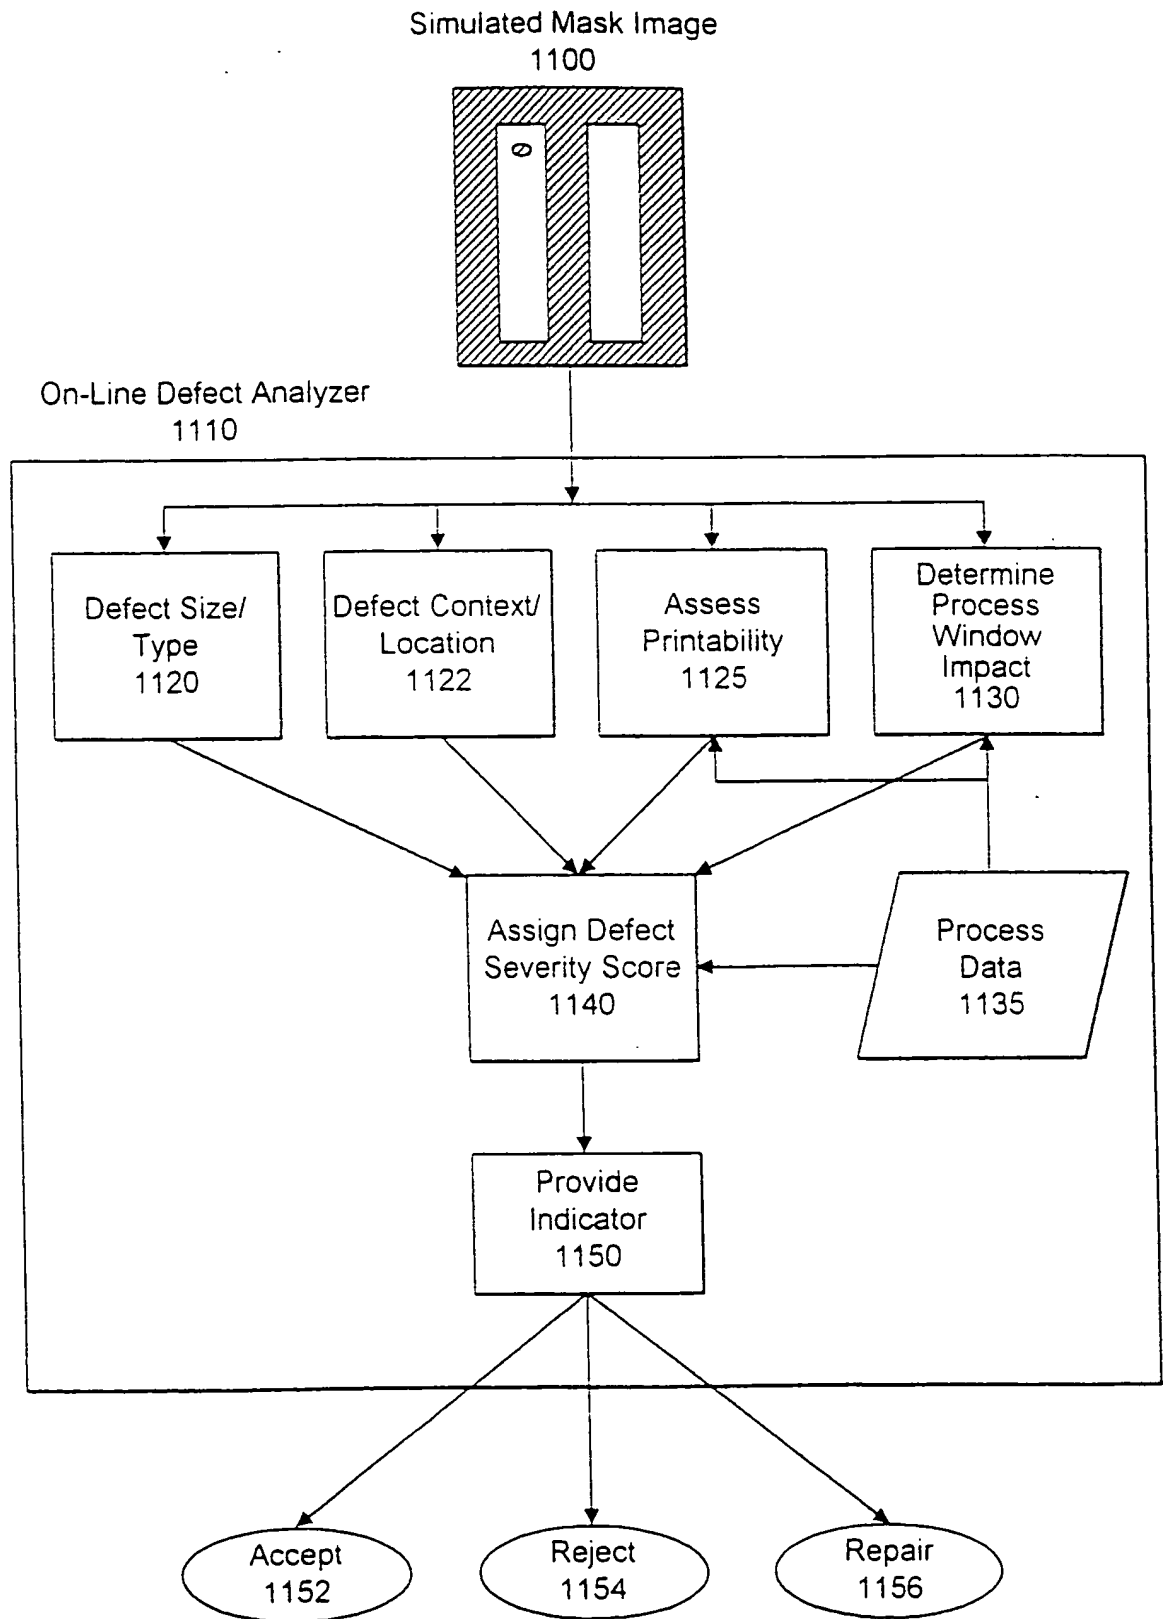 Simulated Mask Image
1100
On-Line Defect Analyzer
1110
Defect Size/
Type
1120
Defect Context/
Location
1122
Assess
Printability
1125
Determine
Process
Window
Impact
1130
Assign Defect
Severity Score
1140
Process
Data
1135
Provide
Indicator
1150
Accept
1152
Reject
1154
Repair
1156